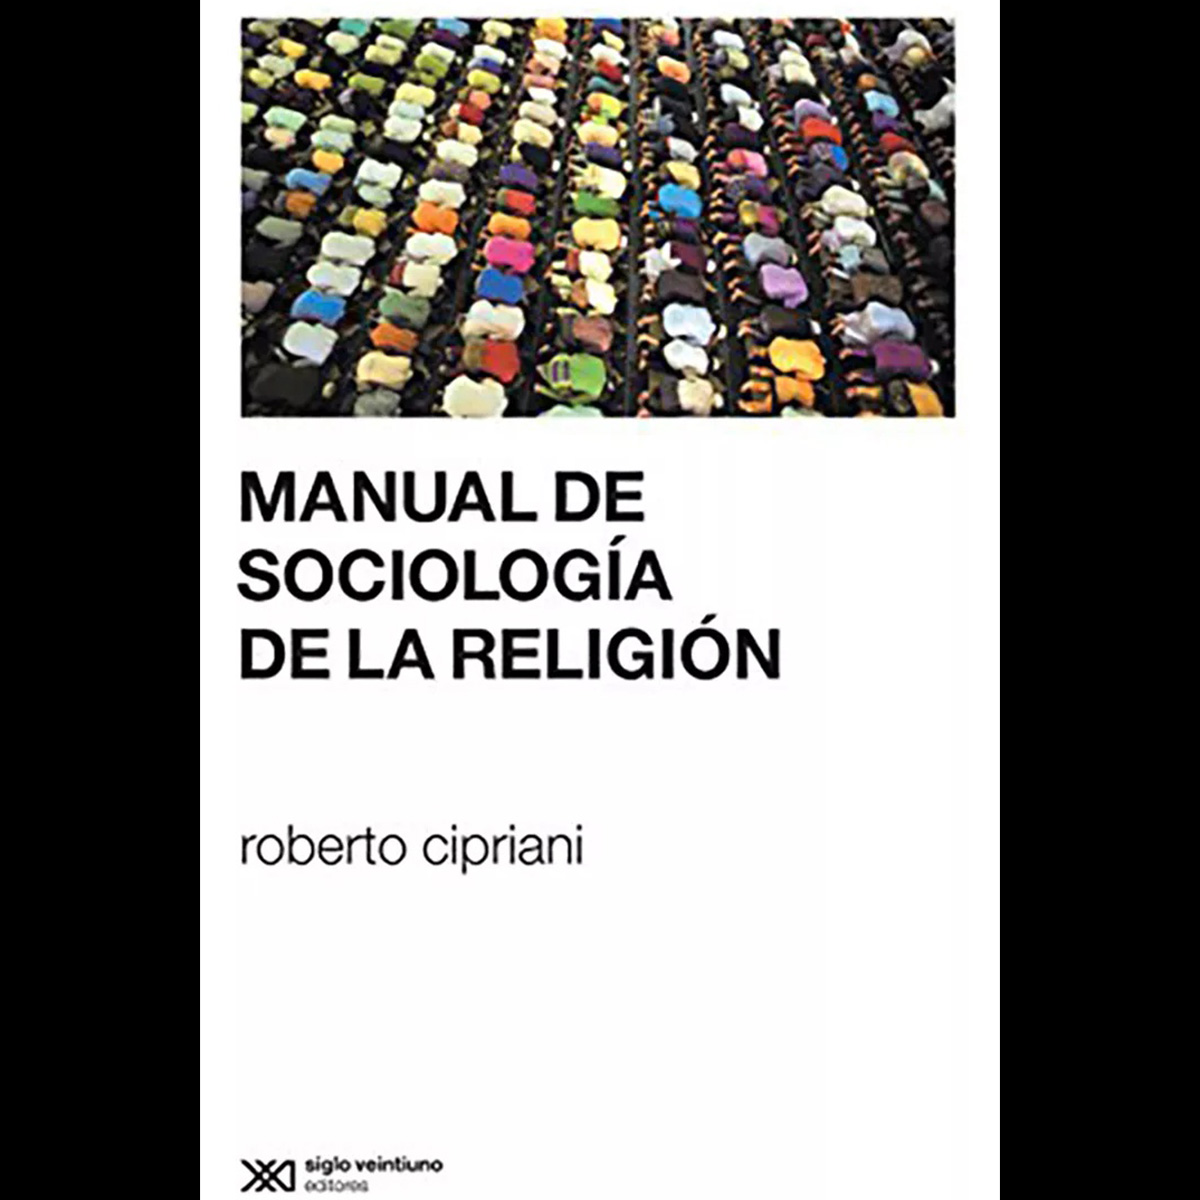 MANUAL DE
SOCIOLOGÍA
DE LA RELIGIÓN
roberto cipriani
siglo veintiuno
editores